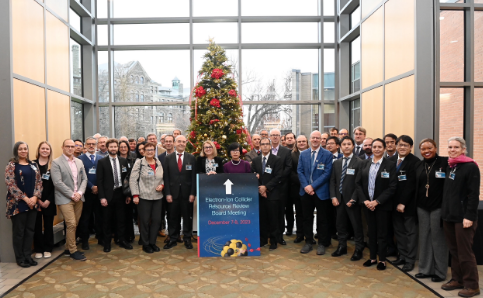 Electron-Ion Collider
Resource Review
Board Meeting